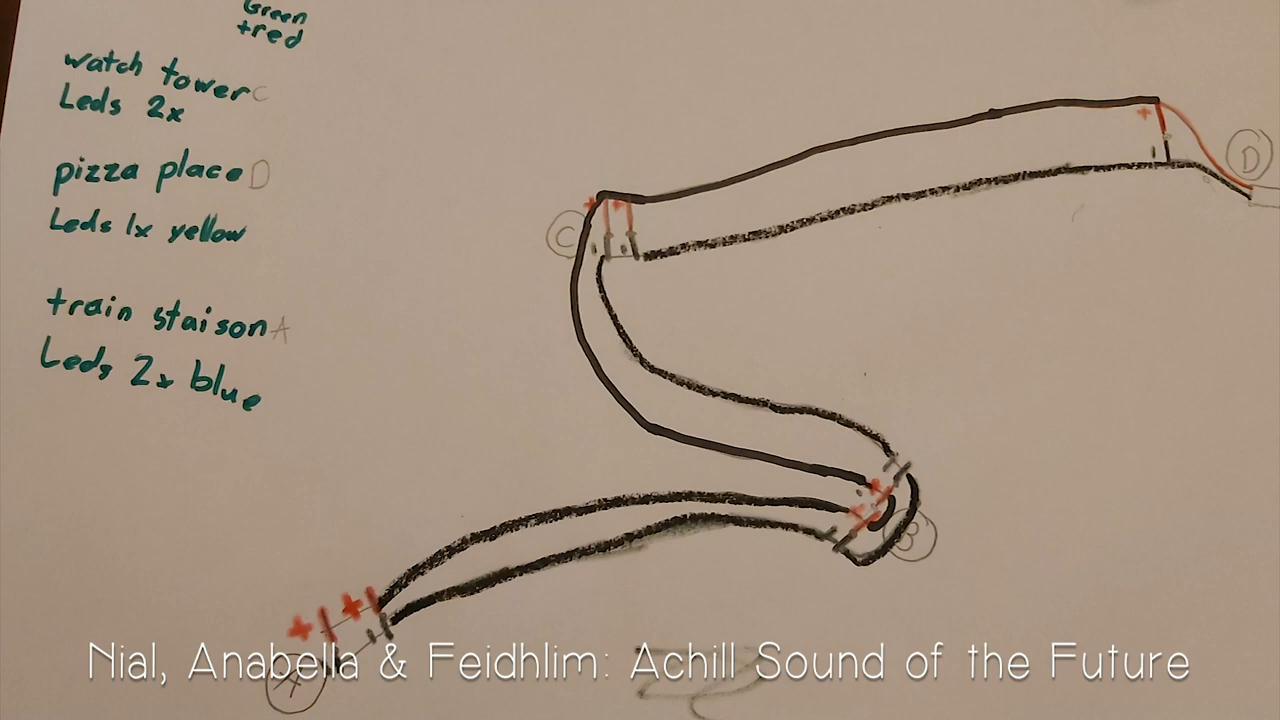 Green
+red
watch tower C
Leds 2x
pizza place D
Leds 1x yellow
train staison A
Leds 2x blue
+
D
+ +
C
+
+
B
+ +
A
Nial, Anabella & Feidhlim: Achill Sound of the Future